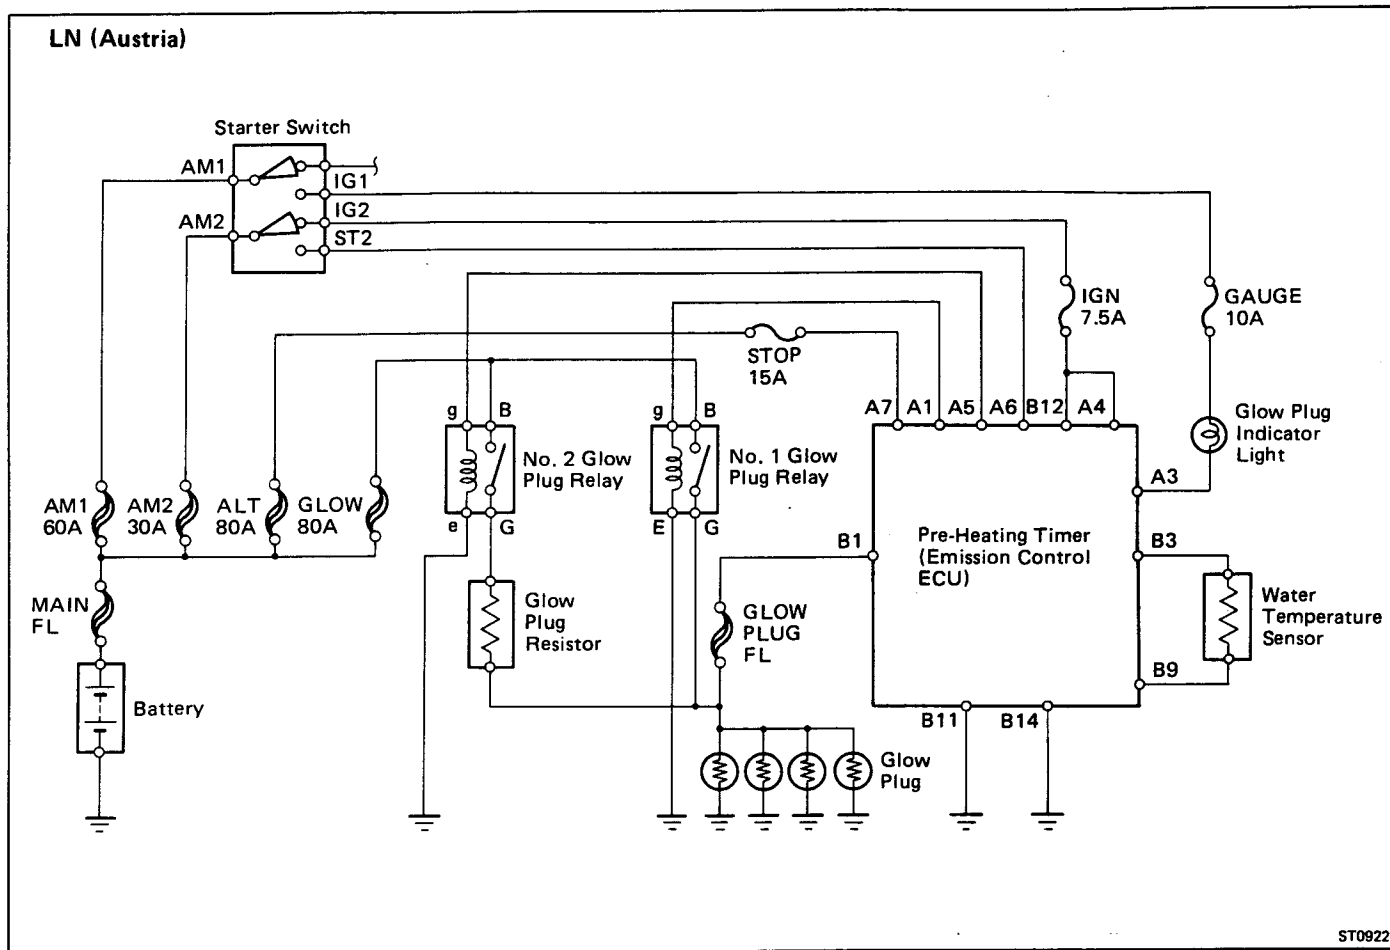 LN (Austria)
Starter Switch
AM1
IG1
IG2
AM2
ST2
IGN
7.5A
GAUGE
10A
STOP
15A
A7
A1
A5
A6
B12
A4
g
B
g
B
Glow Plug
Indicator
Light
No. 2 Glow
Plug Relay
No. 1 Glow
Plug Relay
A3
AM1
60A
AM2
30A
ALT
80A
GLOW
80A
e
G
E
G
B1
Pre-Heating Timer
(Emission Control
ECU)
B3
MAIN
FL
Glow
Plug
Resistor
GLOW
PLUG
FL
Water
Temperature
Sensor
B9
Battery
B11
B14
Glow
Plug
ST0922